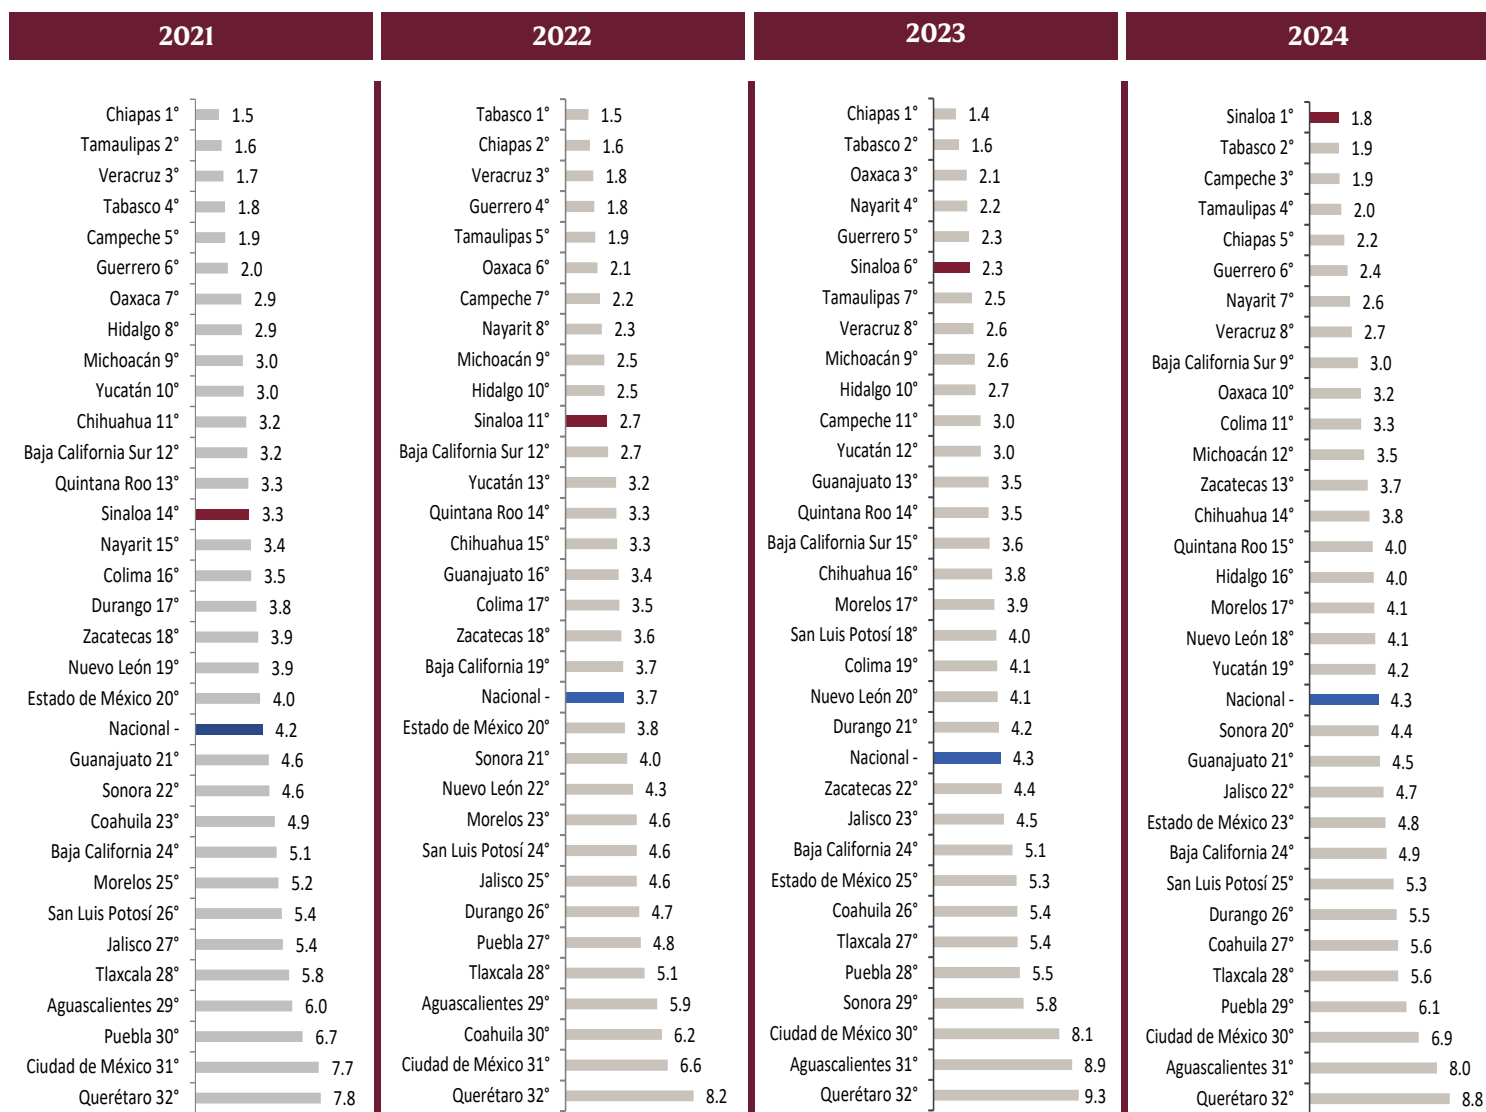 2021
Chiapas 1° 1.5
Tamaulipas 2° 1.6
Veracruz 3° 1.7
Tabasco 4° 1.8
Campeche 5° 1.9
Guerrero 6° 2.0
Oaxaca 7° 2.9
Hidalgo 8° 2.9
Michoacán 9° 3.0
Yucatán 10° 3.0
Chihuahua 11° 3.2
Baja California Sur 12° 3.2
Quintana Roo 13° 3.3
Sinaloa 14° 3.3
Nayarit 15° 3.4
Colima 16° 3.5
Durango 17° 3.8
Zacatecas 18° 3.9
Nuevo León 19° 3.9
Estado de México 20° 4.0
Nacional - 4.2
Guanajuato 21° 4.6
Sonora 22° 4.6
Coahuila 23° 4.9
Baja California 24° 5.1
Morelos 25° 5.2
San Luis Potosí 26° 5.4
Jalisco 27° 5.4
Tlaxcala 28° 5.8
Aguascalientes 29° 6.0
Puebla 30° 6.7
Ciudad de México 31° 7.7
Querétaro 32° 7.8
2022
Tabasco 1° 1.5
Chiapas 2° 1.6
Veracruz 3° 1.8
Guerrero 4° 1.8
Tamaulipas 5° 1.9
Oaxaca 6° 2.1
Campeche 7° 2.2
Nayarit 8° 2.3
Michoacán 9° 2.5
Hidalgo 10° 2.5
Sinaloa 11° 2.7
Baja California Sur 12° 2.7
Yucatán 13° 3.2
Quintana Roo 14° 3.3
Chihuahua 15° 3.3
Guanajuato 16° 3.4
Colima 17° 3.5
Zacatecas 18° 3.6
Baja California 19° 3.7
Nacional - 3.7
Estado de México 20° 3.8
Sonora 21° 4.0
Nuevo León 22° 4.3
Morelos 23° 4.6
San Luis Potosí 24° 4.6
Jalisco 25° 4.6
Durango 26° 4.7
Puebla 27° 4.8
Tlaxcala 28° 5.1
Aguascalientes 29° 5.9
Coahuila 30° 6.2
Ciudad de México 31° 6.6
Querétaro 32° 8.2
2023
Chiapas 1° 1.4
Tabasco 2° 1.6
Oaxaca 3° 2.1
Nayarit 4° 2.2
Guerrero 5° 2.3
Sinaloa 6° 2.3
Tamaulipas 7° 2.5
Veracruz 8° 2.6
Michoacán 9° 2.6
Hidalgo 10° 2.7
Campeche 11° 3.0
Yucatán 12° 3.0
Guanajuato 13° 3.5
Quintana Roo 14° 3.5
Baja California Sur 15° 3.6
Chihuahua 16° 3.8
Morelos 17° 3.9
San Luis Potosí 18° 4.0
Colima 19° 4.1
Nuevo León 20° 4.1
Durango 21° 4.2
Nacional - 4.3
Zacatecas 22° 4.4
Jalisco 23° 4.5
Baja California 24° 5.1
Estado de México 25° 5.3
Coahuila 26° 5.4
Tlaxcala 27° 5.4
Puebla 28° 5.5
Sonora 29° 5.8
Ciudad de México 30° 8.1
Aguascalientes 31° 8.9
Querétaro 32° 9.3
2024
Sinaloa 1° 1.8
Tabasco 2° 1.9
Campeche 3° 1.9
Tamaulipas 4° 2.0
Chiapas 5° 2.2
Guerrero 6° 2.4
Nayarit 7° 2.6
Veracruz 8° 2.7
Baja California Sur 9° 3.0
Oaxaca 10° 3.2
Colima 11° 3.3
Michoacán 12° 3.5
Zacatecas 13° 3.7
Chihuahua 14° 3.8
Quintana Roo 15° 4.0
Hidalgo 16° 4.0
Morelos 17° 4.1
Nuevo León 18° 4.1
Yucatán 19° 4.2
Nacional - 4.3
Sonora 20° 4.4
Guanajuato 21° 4.5
Jalisco 22° 4.7
Estado de México 23° 4.8
Baja California 24° 4.9
San Luis Potosí 25° 5.3
Durango 26° 5.5
Coahuila 27° 5.6
Tlaxcala 28° 5.6
Puebla 29° 6.1
Ciudad de México 30° 6.9
Aguascalientes 31° 8.0
Querétaro 32° 8.8